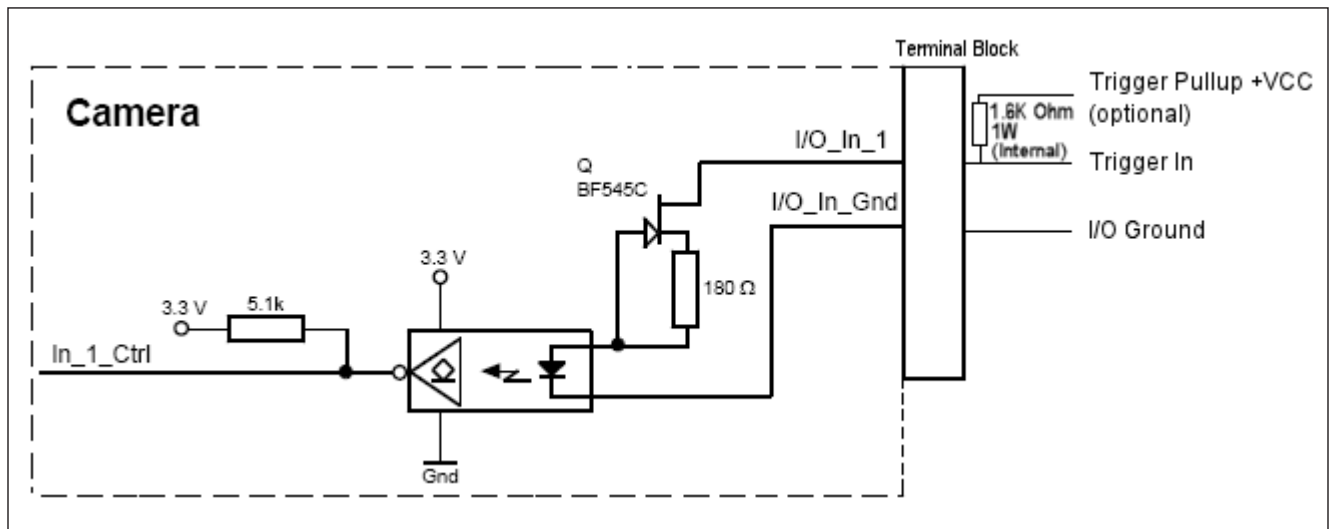 Terminal Block
Camera
Trigger Pullup +VCC
(optional)
1.6K Ohm
1W
(Internal)
I/O_In_1
Trigger In
Q
BF545C
I/O_In_Gnd
I/O Ground
3.3 V
180 Ω
3.3 V
5.1k
In_1_Ctrl
Gnd